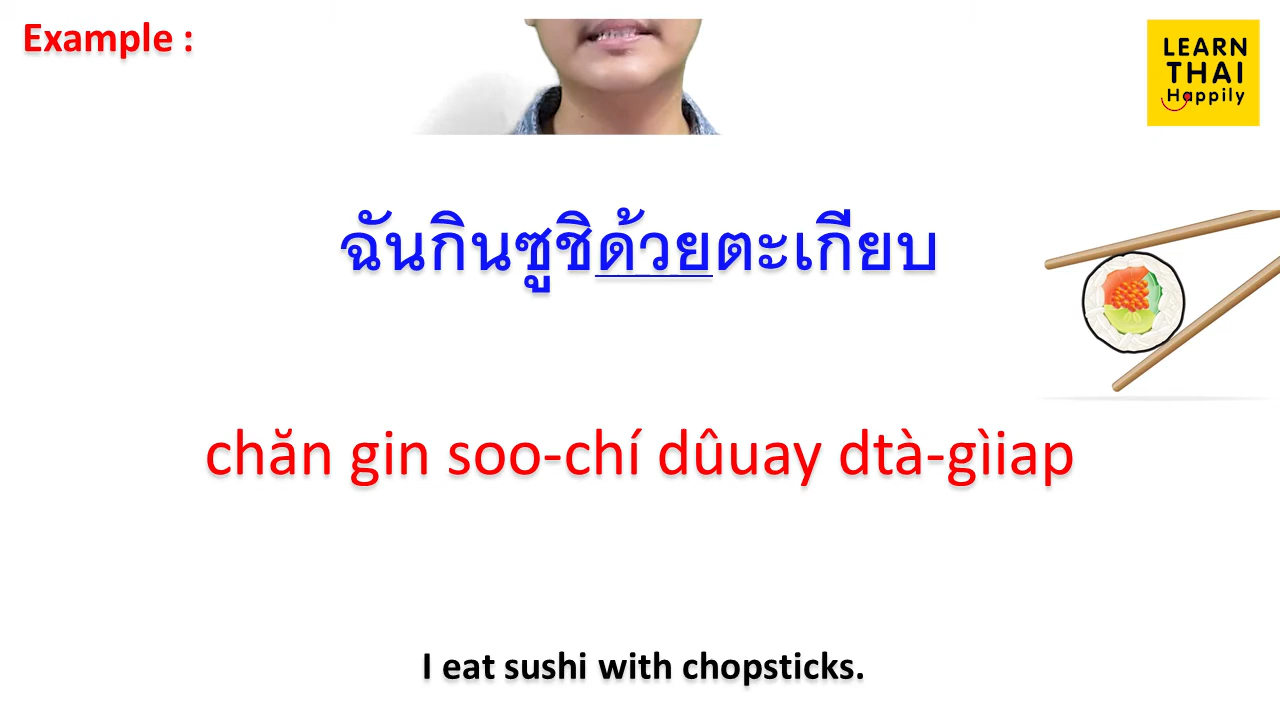 Example :
LEARN
THAI
Happily
ฉันกินซูชิด้วยตะเกียบ
chăn gin soo-chí dûuay dtà-gìiap
I eat sushi with chopsticks.